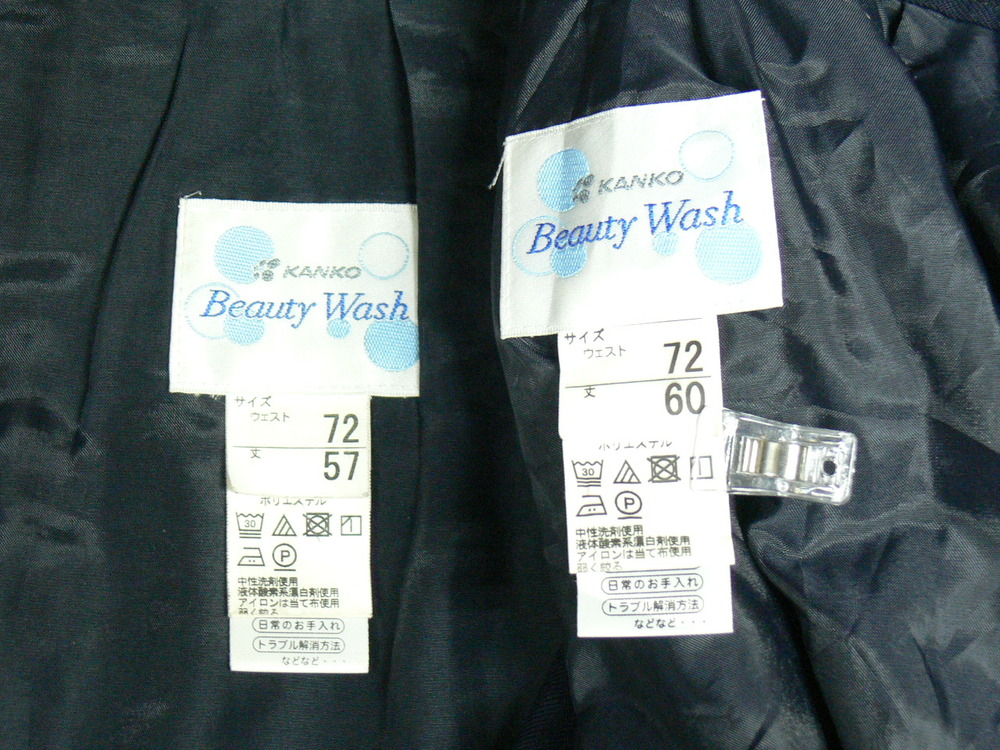 KANKO
Beauty Wash
サイズ
ウェスト
72
丈
57
ポリエステル
30
P
中性洗剤使用
液体酸素系漂白剤使用
アイロンは当て布使用
弱く絞る
日常のお手入れ
トラブル解消方法
などなど・・・
KANKO
Beauty Wash
サイズ
ウェスト
72
丈
60
ポリエステル
30
P
中性洗剤使用
液体酸素系漂白剤使用
アイロンは当て布使用
弱く絞る
日常のお手入れ
トラブル解消方法
などなど・・・